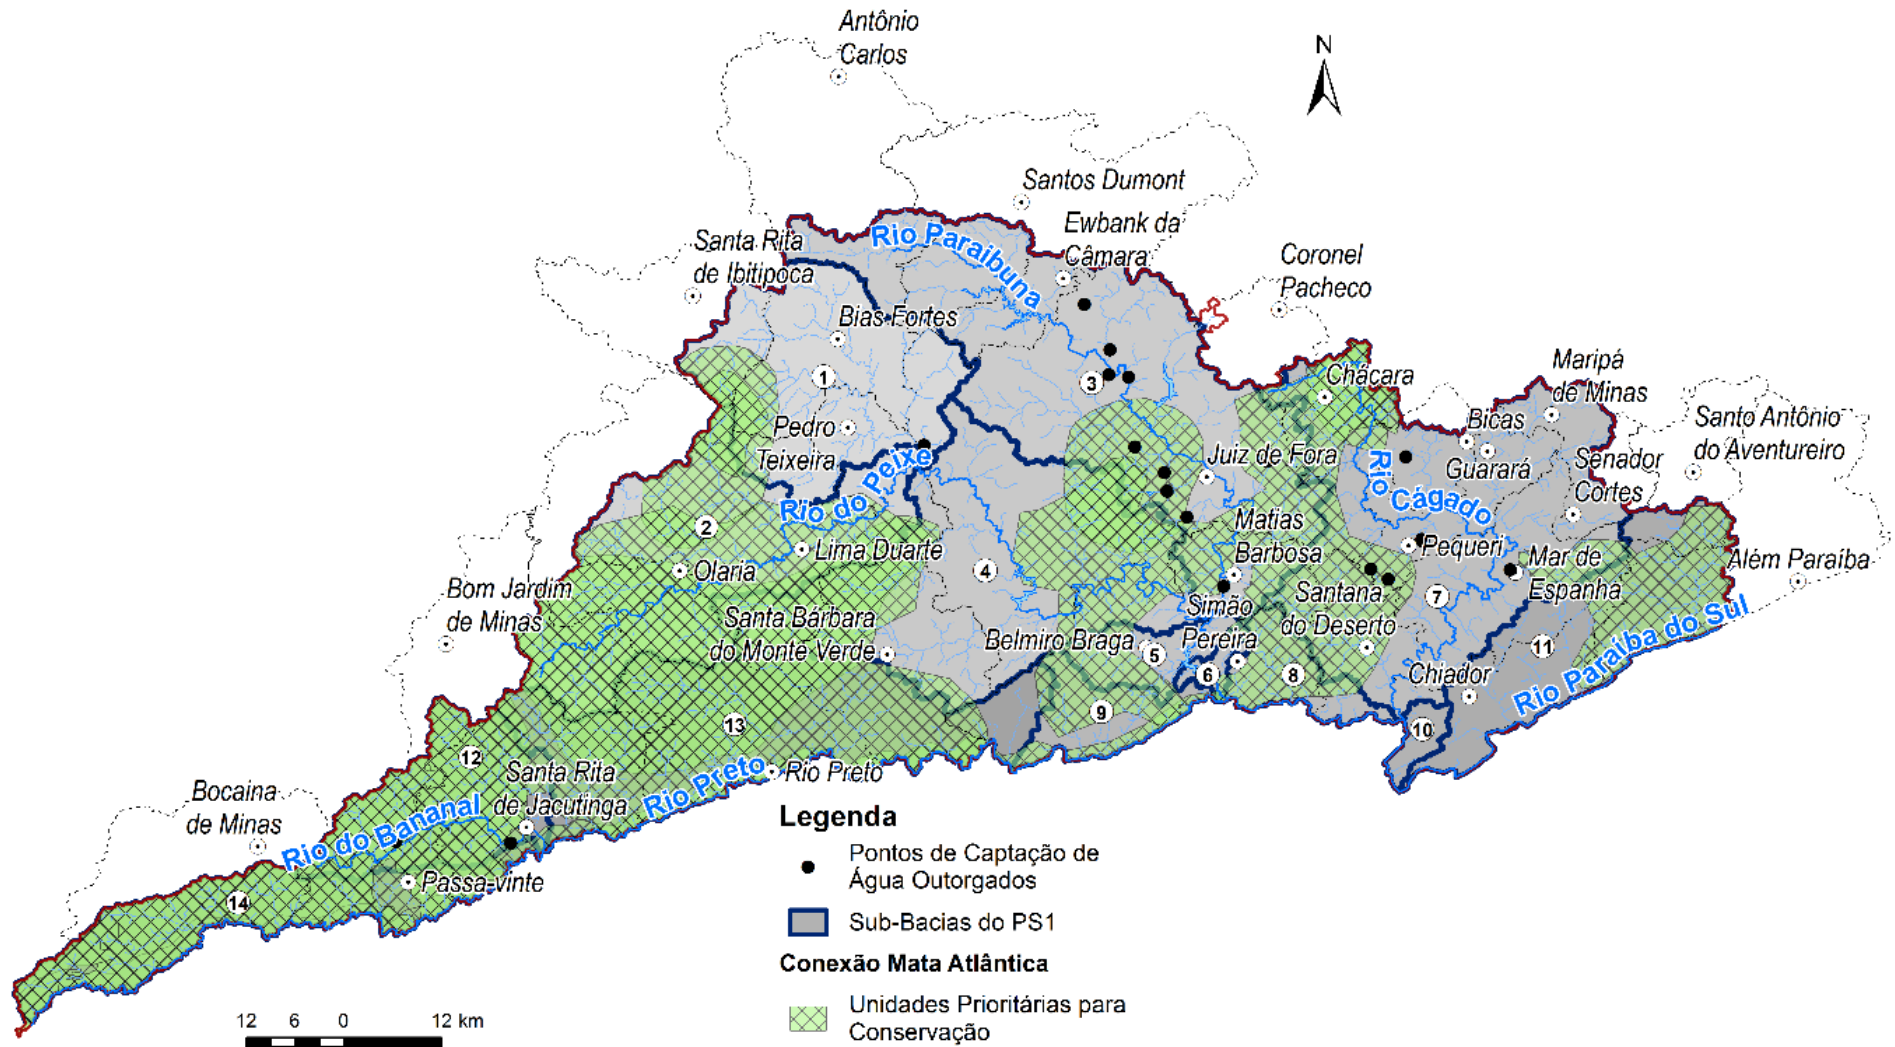 Antônio
Carlos
N
Santos Dumont
Ewbank da
Câmara
Rio Paraibuna
Santa Rita
de Ibitipoca
Coronel
Pacheco
Bias Fortes
Maripá
de Minas
Chácara
1
3
Bicas
Santo Antônio
do Aventureiro
Pedro
Teixeira
Juiz de Fora
Guarará
Senador
Cortes
Rio do Peixe
Rio Cágado
2
Matias
Barbosa
Lima Duarte
Pequeri
Mar de
Espanha
Além Paraíba
Olaria
4
Bom Jardim
de Minas
Santana
do Deserto
7
Simão
Pereira
Santa Bárbara
do Monte Verde
Belmiro Braga
5
11
Rio Paraíba do Sul
6
8
Chiador
9
13
10
12
Santa Rita
de Jacutinga
Rio Preto
Rio Preto
Bocaina
de Minas
Rio do Bananal
Passa-vinte
14
Legenda
Pontos de Captação de
Água Outorgados
Sub-Bacias do PS1
Conexão Mata Atlântica
Unidades Prioritárias para
Conservação
12 6 0 12 km